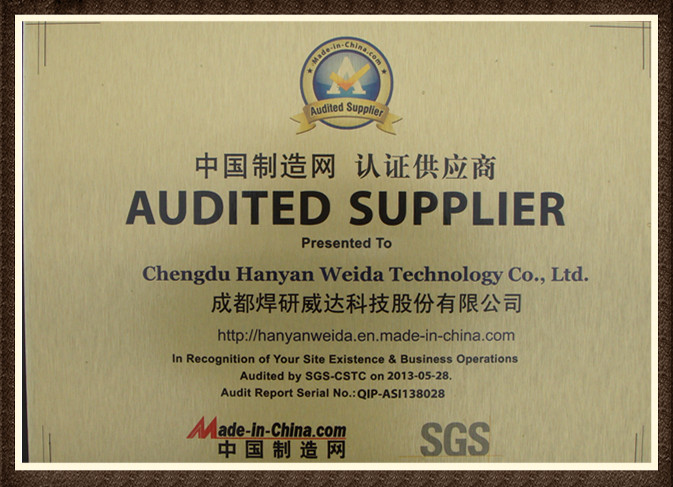 Made-in-China.com
A
Audited Supplier
中国制造网 认证供应商
AUDITED SUPPLIER
Presented To
Chengdu Hanyan Weida Technology Co., Ltd.
成都焊研威达科技股份有限公司
http://hanyanweida.en.made-in-china.com
In Recognition of Your Site Existence & Business Operations
Audited by SGS-CSTC on 2013-05-28.
Audit Report Serial No.: QIP-ASI138028
Made-in-China.com
中国制造网
SGS